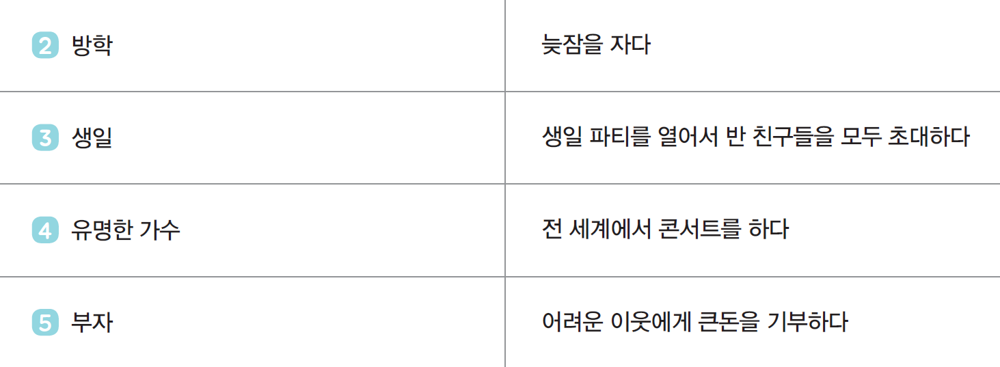 2 방학 늦잠을 자다
3 생일 생일 파티를 열어서 반 친구들을 모두 초대하다
4 유명한 가수 전 세계에서 콘서트를 하다
5 부자 어려운 이웃에게 큰돈을 기부하다